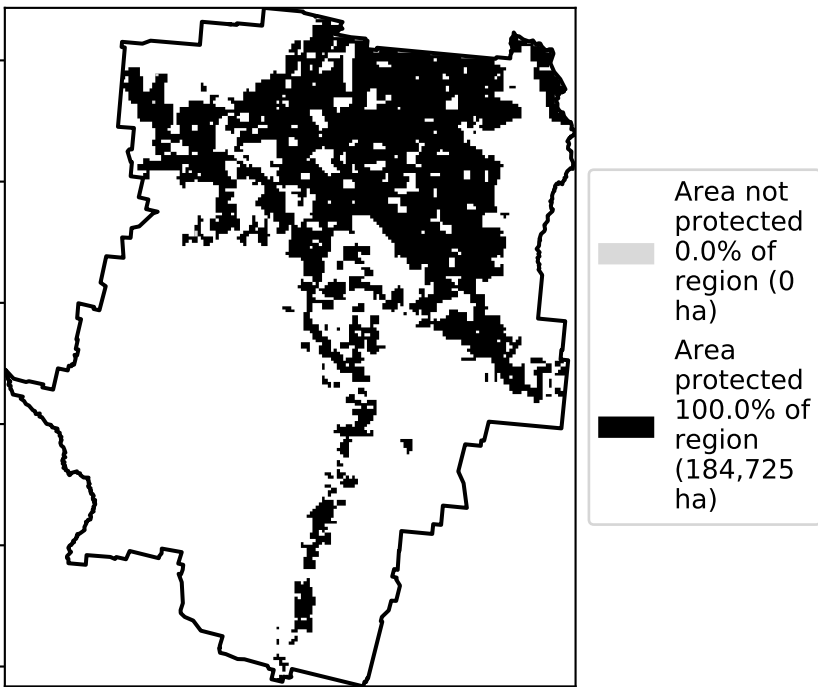 Area not
protected
0.0% of
region (0
ha)
Area
protected
100.0% of
region
(184,725
ha)